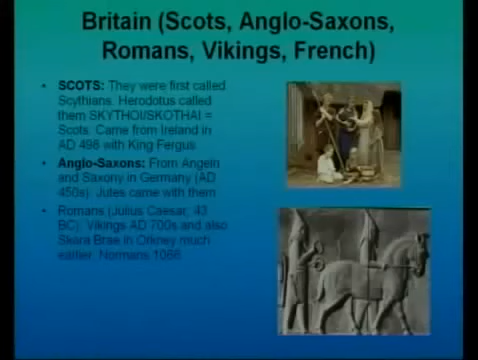 Britain (Scots, Anglo-Saxons,
Romans, Vikings, French)
• SCOTS: They were first called
Scythians. Herodotus called
them SKYTHOI/SKOTHAI =
Scots. Came from Ireland in
AD 498 with King Fergus
• Anglo-Saxons: From Angeln
and Saxony in Germany (AD
450s). Jutes came with them
• Romans (Julius Caesar, 43
BC); Vikings AD 700s and also
Skara Brae in Orkney much
earlier. Normans 1066